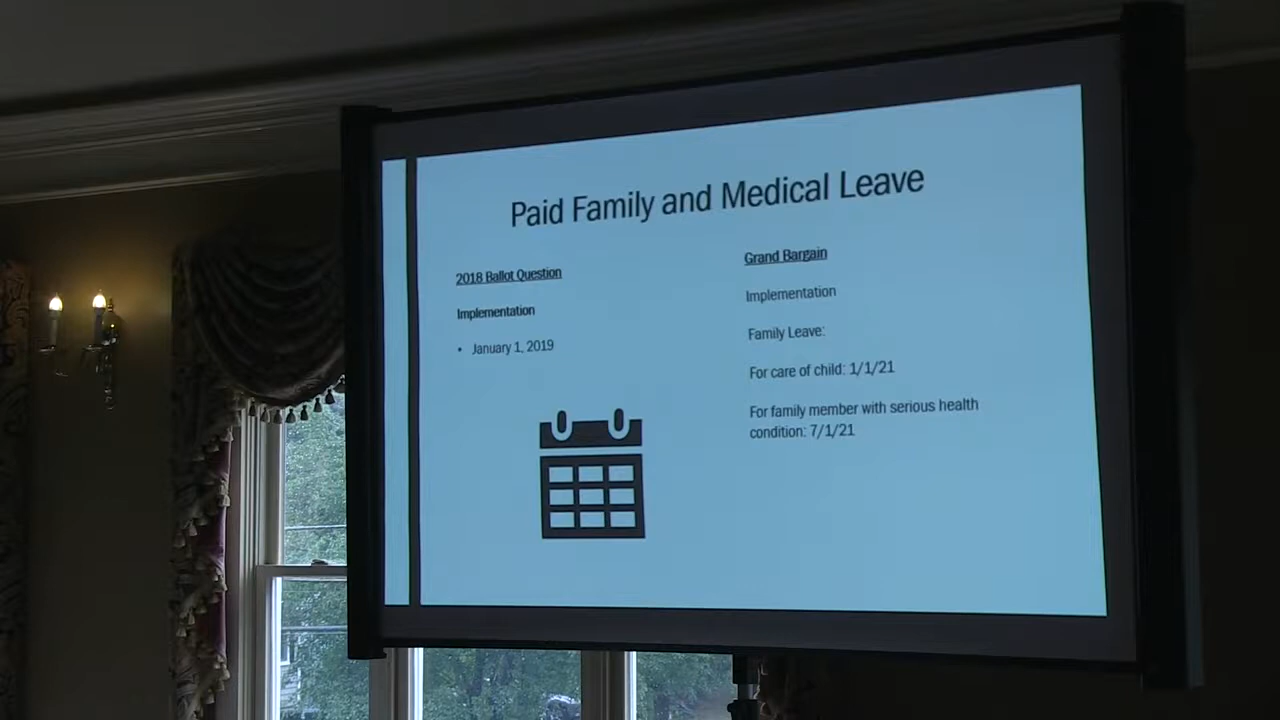 Paid Family and Medical Leave
2018 Ballot Question
Implementation
• January 1, 2019
Grand Bargain
Implementation
Family Leave:
For care of child: 1/1/21
For family member with serious health
condition: 7/1/21